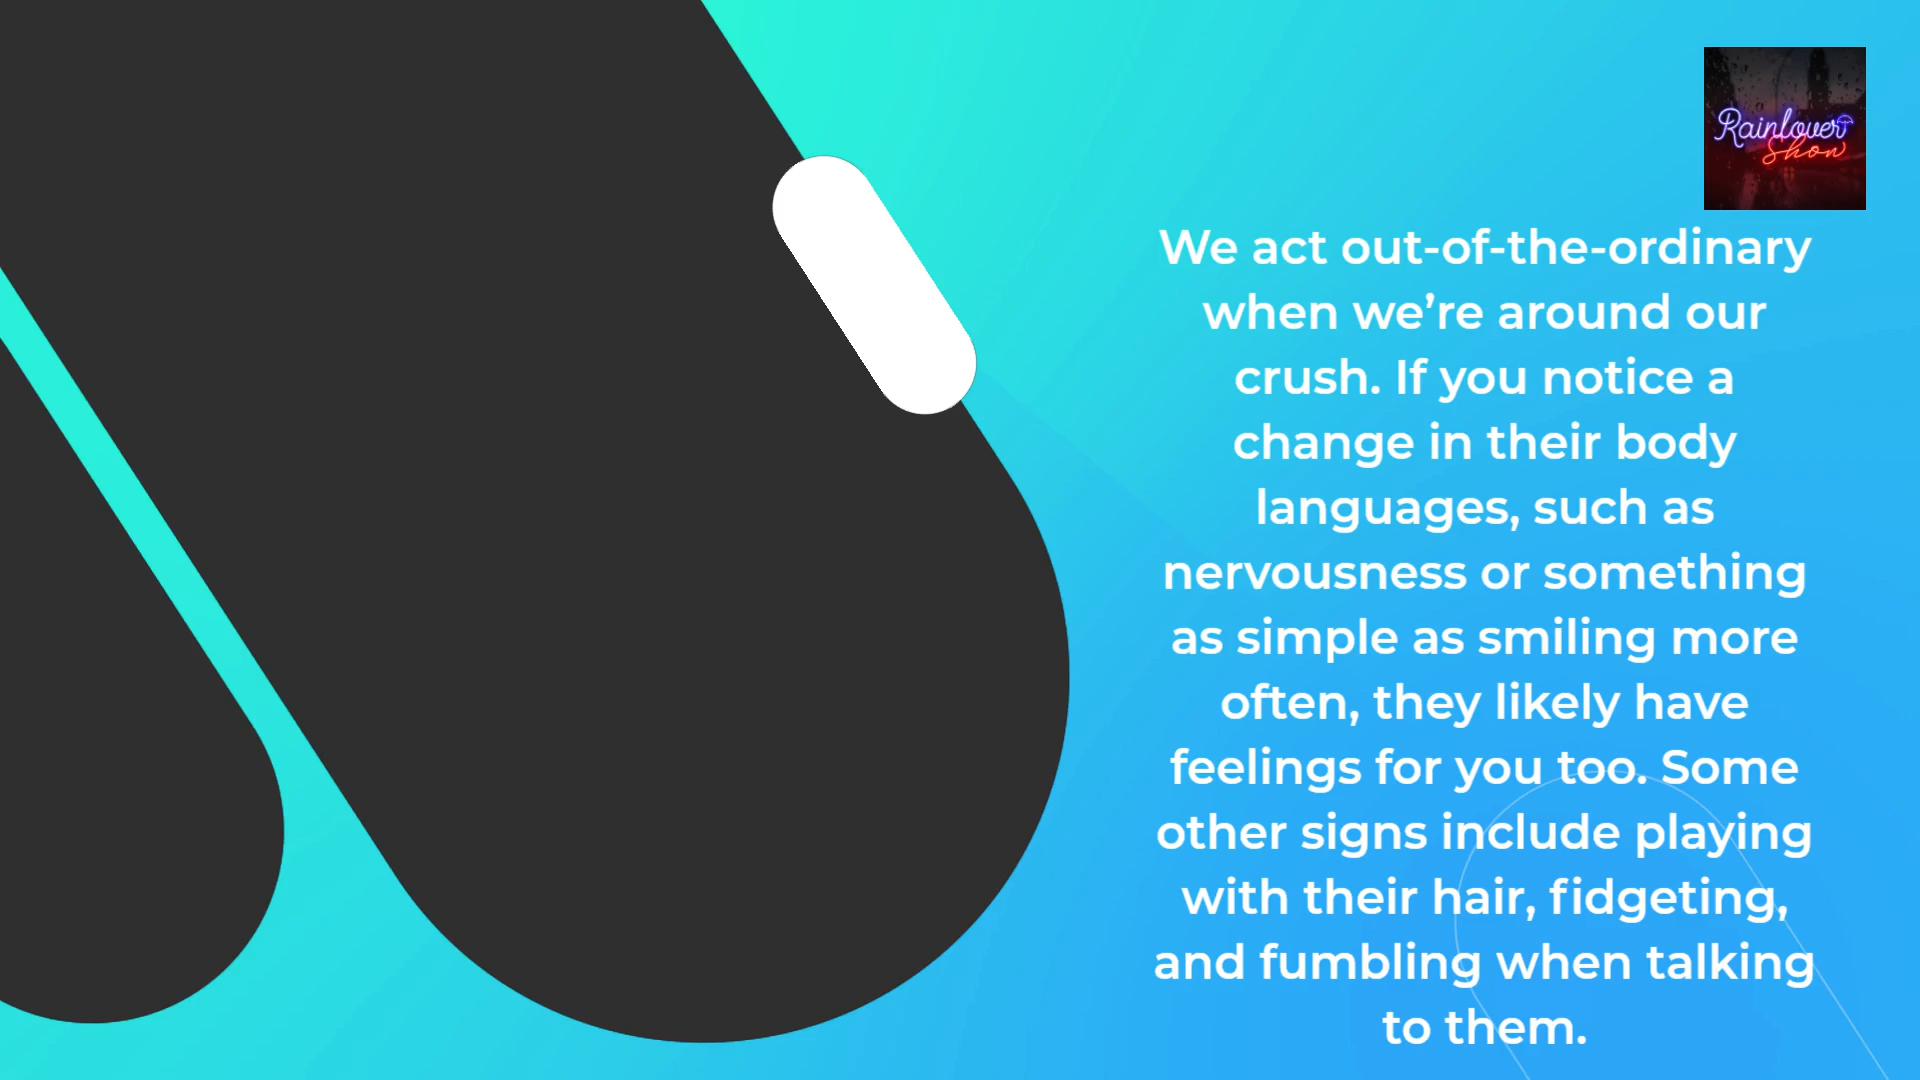 Rainlover
Show
We act out-of-the-ordinary
when we’re around our
crush. If you notice a
change in their body
languages, such as
nervousness or something
as simple as smiling more
often, they likely have
feelings for you too. Some
other signs include playing
with their hair, fidgeting,
and fumbling when talking
to them.